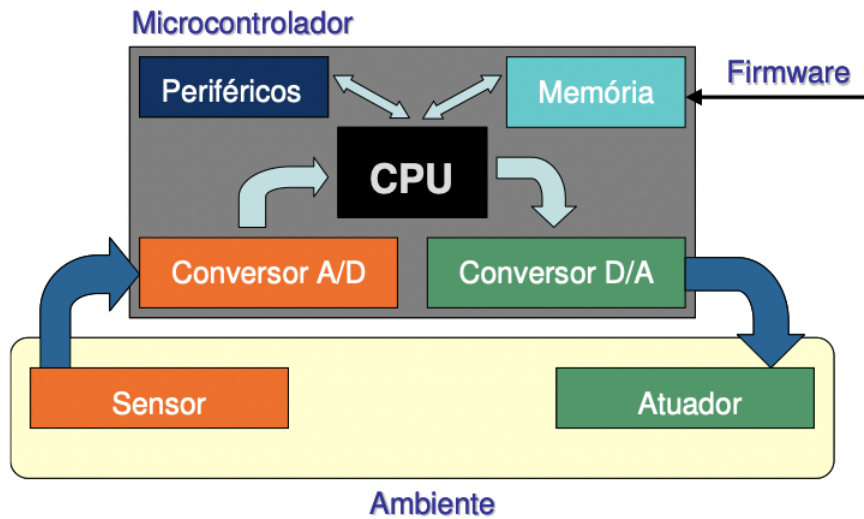 Microcontrolador
Periféricos
Memória
Firmware
CPU
Conversor A/D
Conversor D/A
Sensor
Atuador
Ambiente